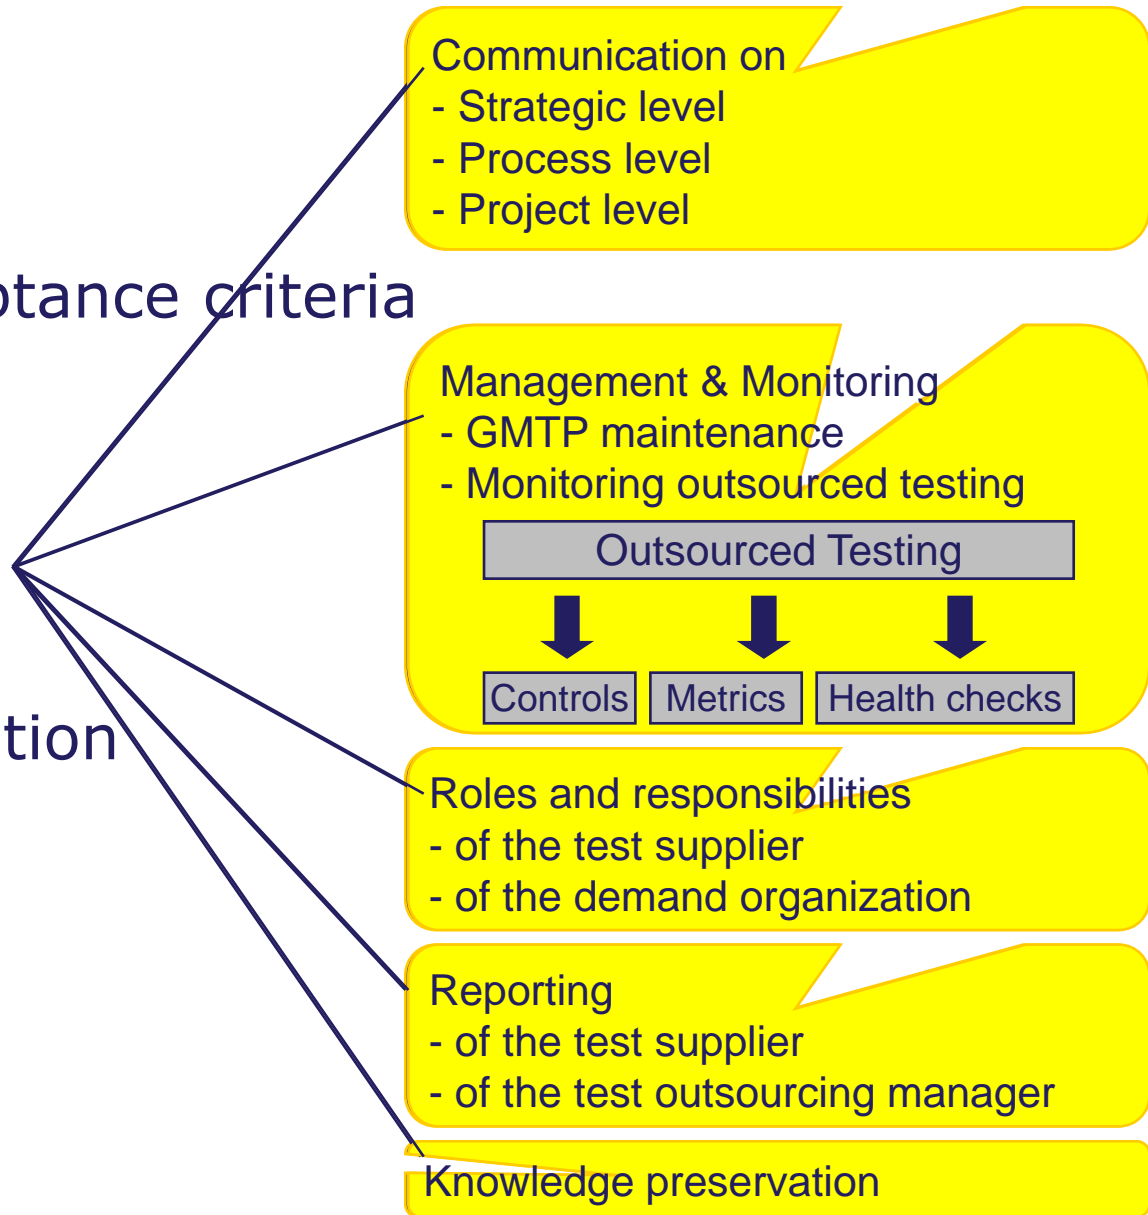 Communication on
- Strategic level
- Process level
- Project level
ptance criteria
Management & Monitoring
- GMTP maintenance
- Monitoring outsourced testing
Outsourced Testing
Controls
Metrics
Health checks
tion
Roles and responsibilities
- of the test supplier
- of the demand organization
Reporting
- of the test supplier
- of the test outsourcing manager
Knowledge preservation